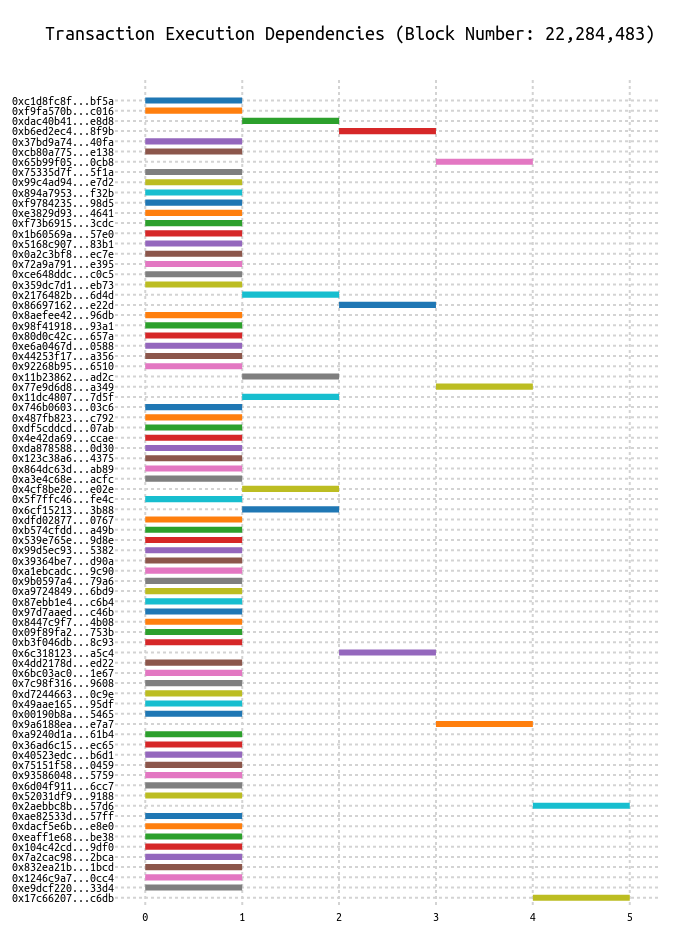 Transaction Execution Dependencies (Block Number: 22,284,483)
0xc1d8fc8f...bf5a
0xf9fa570b...c016
0xdac40b41...e8d8
0xb6ed2ec4...8f9b
0x37bd9a74...40fa
0xcb80a775...e138
0x65b99f05...0cb8
0x75335d7f...5f1a
0x99c4ad94...e7d2
0x894a7953...f32b
0xf9784235...98d5
0xe3829d93...4641
0xf73b6915...3cdc
0x1b60569a...57e0
0x5168c907...83b1
0x0a2c3bf8...ec7e
0x72a9a791...e395
0xce648ddc...c0c5
0x359dc7d1...eb73
0x2176482b...6d4d
0x86697162...e22d
0x8aefee42...96db
0x98f41918...93a1
0x80d0c42c...657a
0xe6a0467d...0588
0x44253f17...a356
0x92268b95...6510
0x11b23862...ad2c
0x77e9d6d8...a349
0x11dc4807...7d5f
0x746b0603...03c6
0x487fb823...c792
0xdf5cddcd...07ab
0x4e42da69...ccae
0xda878588...0d30
0x123c38a6...4375
0x864dc63d...ab89
0xa3e4c68e...acfc
0x4cf8be20...e02e
0x5f7ffc46...fe4c
0x6cf15213...3b88
0xdfd02877...0767
0xb574cfdd...a49b
0x539e765e...9d8e
0x99d5ec93...5382
0x39364be7...d90a
0xa1ebcadc...9c90
0x9b0597a4...79a6
0xa9724849...6bd9
0x87ebb1e4...c6b4
0x97d7aaed...c46b
0x8447c9f7...4b08
0x09f89fa2...753b
0xb3f046db...8c93
0x6c318123...a5c4
0x4dd2178d...ed22
0x6bc03ac0...1e67
0x7c98f316...9608
0xd7244663...0c9e
0x49aae165...95df
0x00190b8a...5465
0x9a6188ea...e7a7
0xa9240d1a...61b4
0x36ad6c15...ec65
0x40523edc...b6d1
0x75151f58...0459
0x93586048...5759
0x6d04f911...6cc7
0x52031df9...9188
0x2aebbc8b...57d6
0xae82533d...57ff
0xdacf5e6b...e8e0
0xeaff1e68...be38
0x104c42cd...9df0
0x7a2cac98...2bca
0x832ea21b...1bcd
0x1246c9a7...0cc4
0xe9dcf220...33d4
0x17c66207...c6db
0 1 2 3 4 5